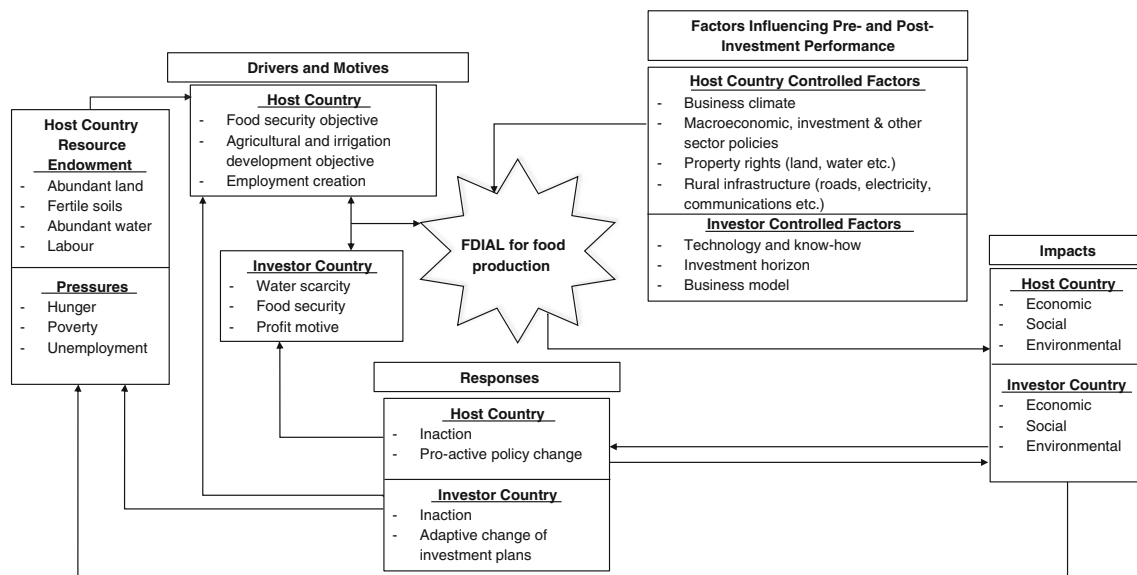 Factors Influencing Pre- and Post-
Investment Performance
Drivers and Motives
Host Country
Resource
Endowment
- Abundant land
- Fertile soils
- Abundant water
- Labour
Pressures
- Hunger
- Poverty
- Unemployment
Host Country
- Food security objective
- Agricultural and irrigation
development objective
- Employment creation
Investor Country
- Water scarcity
- Food security
- Profit motive
FDIAL for food
production
Host Country Controlled Factors
- Business climate
- Macroeconomic, investment & other
sector policies
- Property rights (land, water etc.)
- Rural infrastructure (roads, electricity,
communications etc.)
Investor Controlled Factors
- Technology and know-how
- Investment horizon
- Business model
Impacts
Host Country
- Economic
- Social
- Environmental
Investor Country
- Economic
- Social
- Environmental
Responses
Host Country
- Inaction
- Pro-active policy change
Investor Country
- Inaction
- Adaptive change of
investment plans